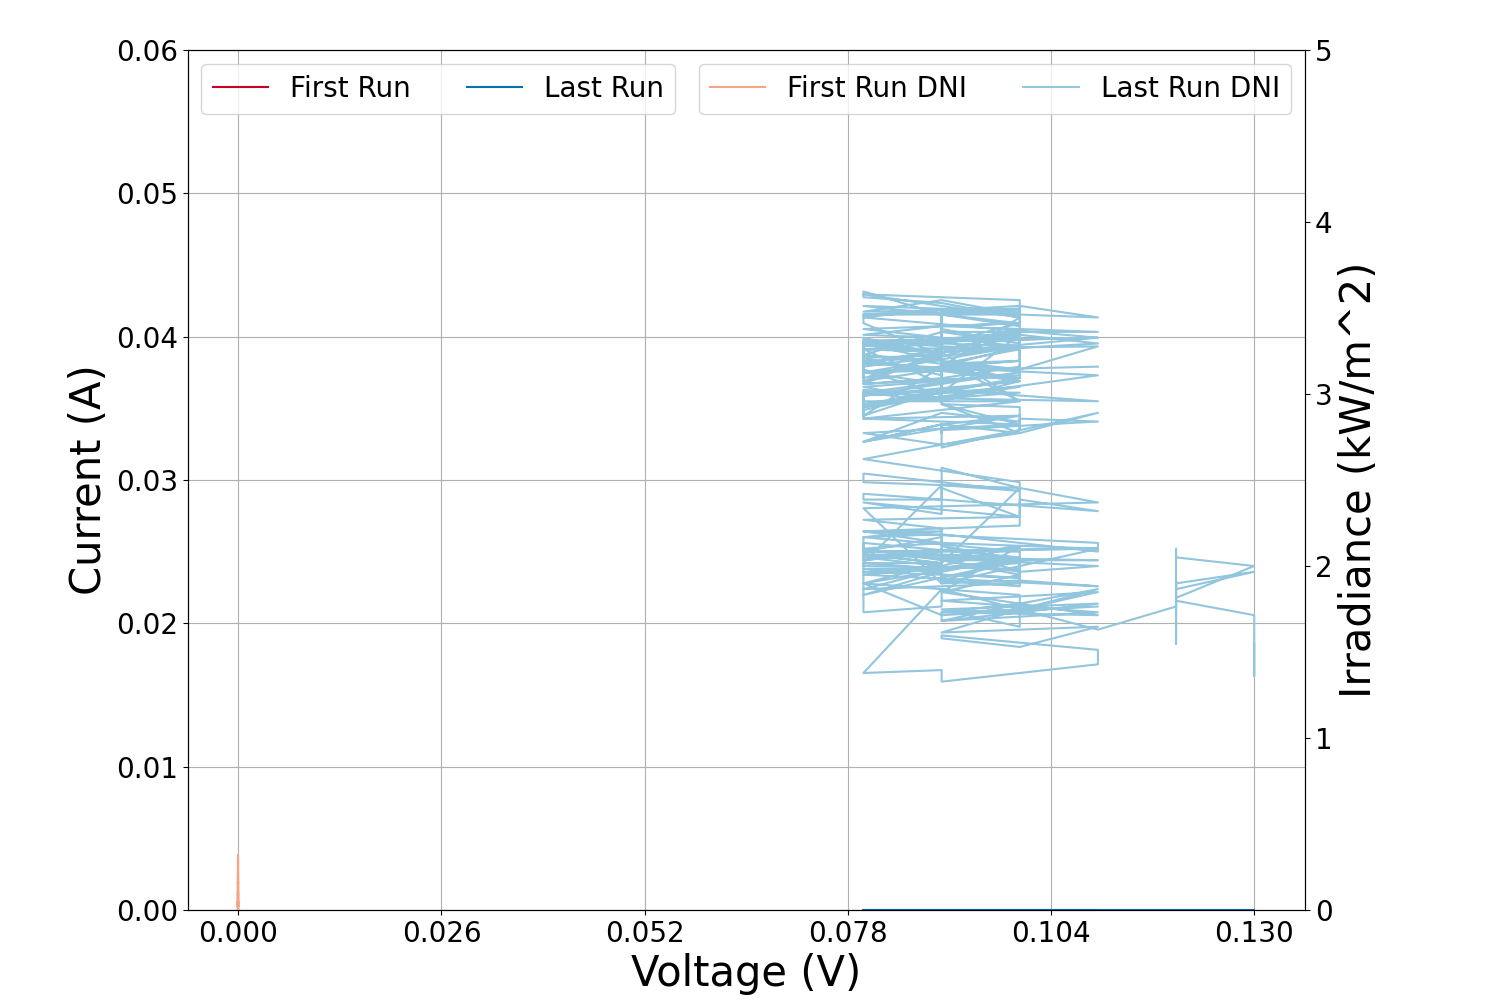 First Run
Last Run
First Run DNI
Last Run DNI
Current (A)
0.06
0.05
0.04
0.03
0.02
0.01
0.00
5
4
3
2
1
0
Irradiance (kW/m^2)
0.000
0.026
0.052
0.078
0.104
0.130
Voltage (V)